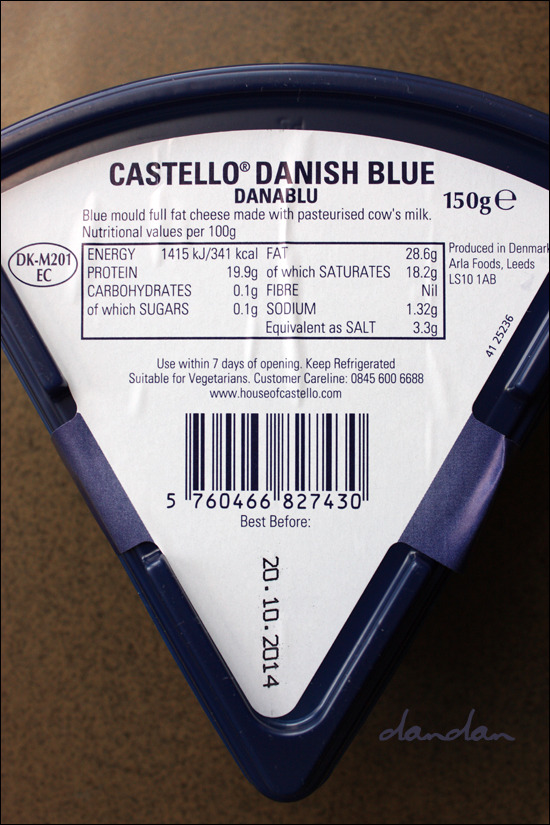 CASTELLO® DANISH BLUE
DANABLU
150g℮
Blue mould full fat cheese made with pasteurised cow's milk.
Nutritional values per 100g
DK-M201
EC
ENERGY 1415 kJ/341 kcal FAT 28.6g
PROTEIN 19.9g of which SATURATES 18.2g
CARBOHYDRATES 0.1g FIBRE Nil
of which SUGARS 0.1g SODIUM 1.32g
Equivalent as SALT 3.3g
Produced in Denmark
Arla Foods, Leeds
LS10 1AB
41 25236
Use within 7 days of opening. Keep Refrigerated
Suitable for Vegetarians. Customer Careline: 0845 600 6688
www.houseofcastello.com
5 760466 827430
Best Before:
20.10.2014
dandan